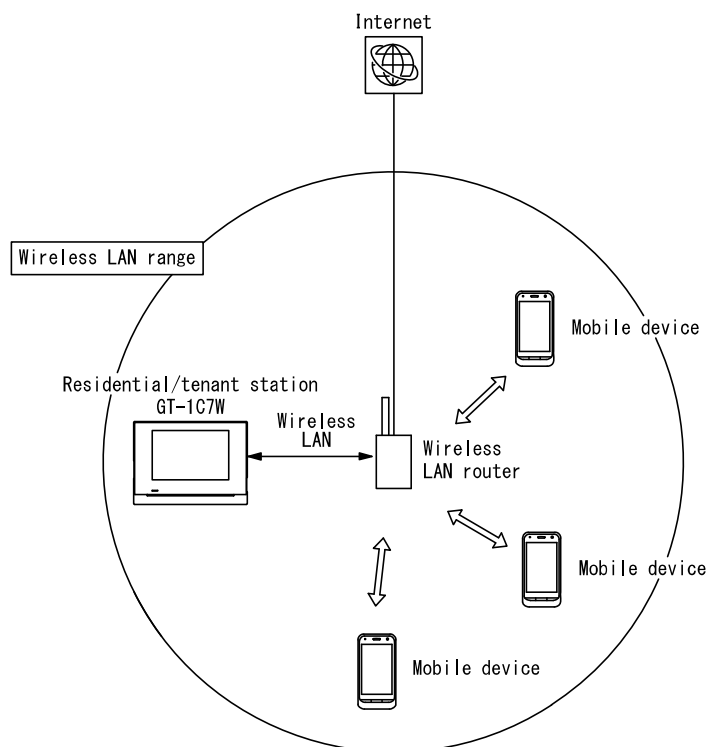 Internet
Wireless LAN range
Mobile device
Residential/tenant station
GT-1C7W
Wireless
LAN
Wireless
LAN router
Mobile device
Mobile device